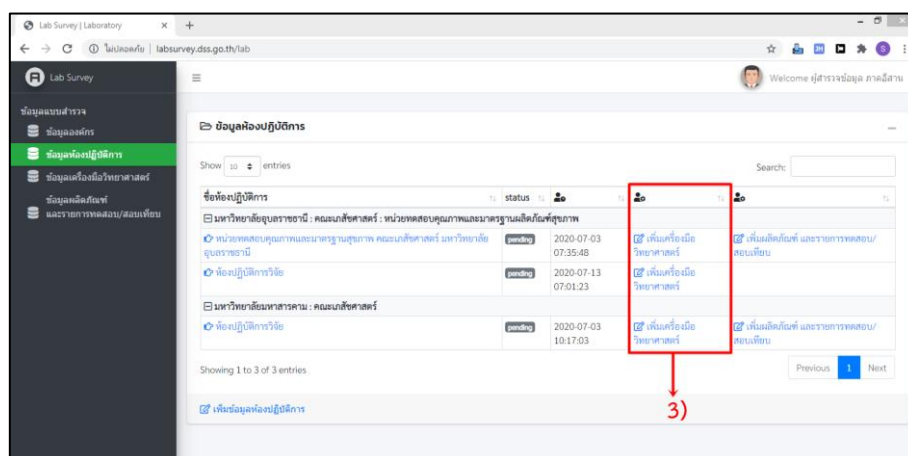 Lab Survey | Laboratory
ไม่ปลอดภัย | labsurvey.dss.go.th/lab
Lab Survey
Welcome ผู้สำรวจข้อมูล ภาคอีสาน
ข้อมูลแบบสำรวจ
ข้อมูลองค์กร
ข้อมูลห้องปฏิบัติการ
ข้อมูลเครื่องมือวิทยาศาสตร์
ข้อมูลผลิตภัณฑ์
และรายการทดสอบ/สอบเทียบ
ข้อมูลห้องปฏิบัติการ
Show 10 entries
Search:
ชื่อห้องปฏิบัติการ status
มหาวิทยาลัยอุบลราชธานี : คณะเภสัชศาสตร์ : หน่วยทดสอบคุณภาพและมาตรฐานผลิตภัณฑ์สุขภาพ
หน่วยทดสอบคุณภาพและมาตรฐานสุขภาพ คณะเภสัชศาสตร์ มหาวิทยาลัย pending 2020-07-03 เพิ่มเครื่องมือ เพิ่มผลิตภัณฑ์ และรายการทดสอบ/
อุบลราชธานี 07:35:48 วิทยาศาสตร์ สอบเทียบ
ห้องปฏิบัติการวิจัย pending 2020-07-13 เพิ่มเครื่องมือ
07:01:23 วิทยาศาสตร์
มหาวิทยาลัยมหาสารคาม : คณะเภสัชศาสตร์
ห้องปฏิบัติการวิจัย pending 2020-07-03 เพิ่มเครื่องมือ เพิ่มผลิตภัณฑ์ และรายการทดสอบ/
10:17:03 วิทยาศาสตร์ สอบเทียบ
Showing 1 to 3 of 3 entries
Previous 1 Next
เพิ่มข้อมูลห้องปฏิบัติการ
3)